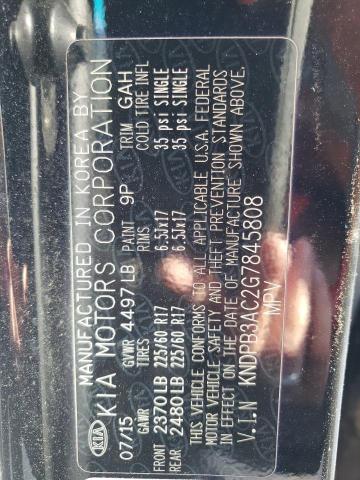 MANUFACTURED IN KOREA BY
KIA KIA MOTORS CORPORATION
07/15 GVWR 4497LB PAINT 9P TRIM GAH
GAWR TIRES RIMS COLD TIRE INFL
FRONT 2370LB 225/60 R17 6.5Jx17 35 psi SINGLE
REAR 2480LB 225/60 R17 6.5Jx17 35 psi SINGLE
THIS VEHICLE CONFORMS TO ALL APPLICABLE U.S.A. FEDERAL
MOTOR VEHICLE SAFETY AND THEFT PREVENTION STANDARDS
IN EFFECT ON THE DATE OF MANUFACTURE SHOWN ABOVE.
V.I.N KNDPB3AC2G7845808
MPV